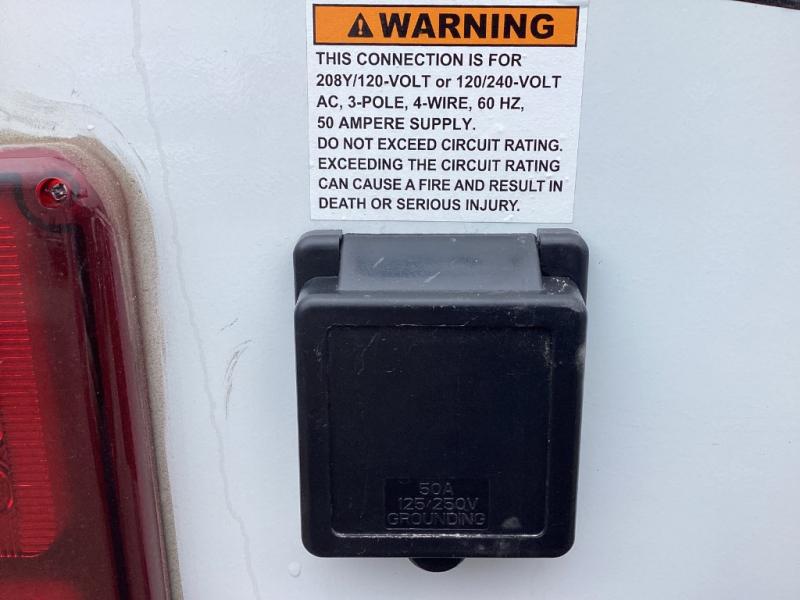 WARNING
THIS CONNECTION IS FOR
208Y/120-VOLT or 120/240-VOLT
AC, 3-POLE, 4-WIRE, 60 HZ,
50 AMPERE SUPPLY.
DO NOT EXCEED CIRCUIT RATING.
EXCEEDING THE CIRCUIT RATING
CAN CAUSE A FIRE AND RESULT IN
DEATH OR SERIOUS INJURY.
50A
125/250V
GROUNDING